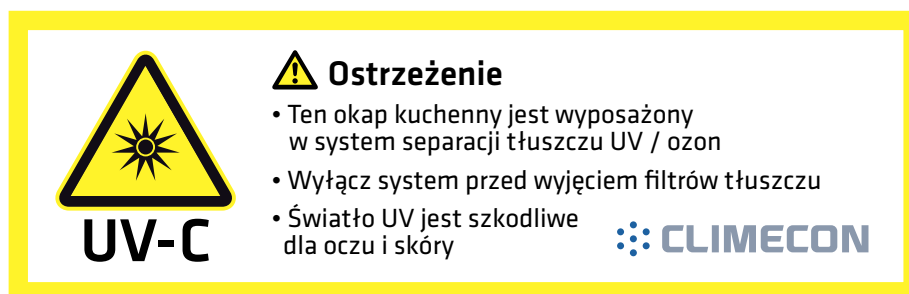 Ostrzeżenie
• Ten okap kuchenny jest wyposażony
w system separacji tłuszczu UV / ozon
• Wyłącz system przed wyjęciem filtrów tłuszczu
• Światło UV jest szkodliwe
dla oczu i skóry
UV-C
CLIMECON